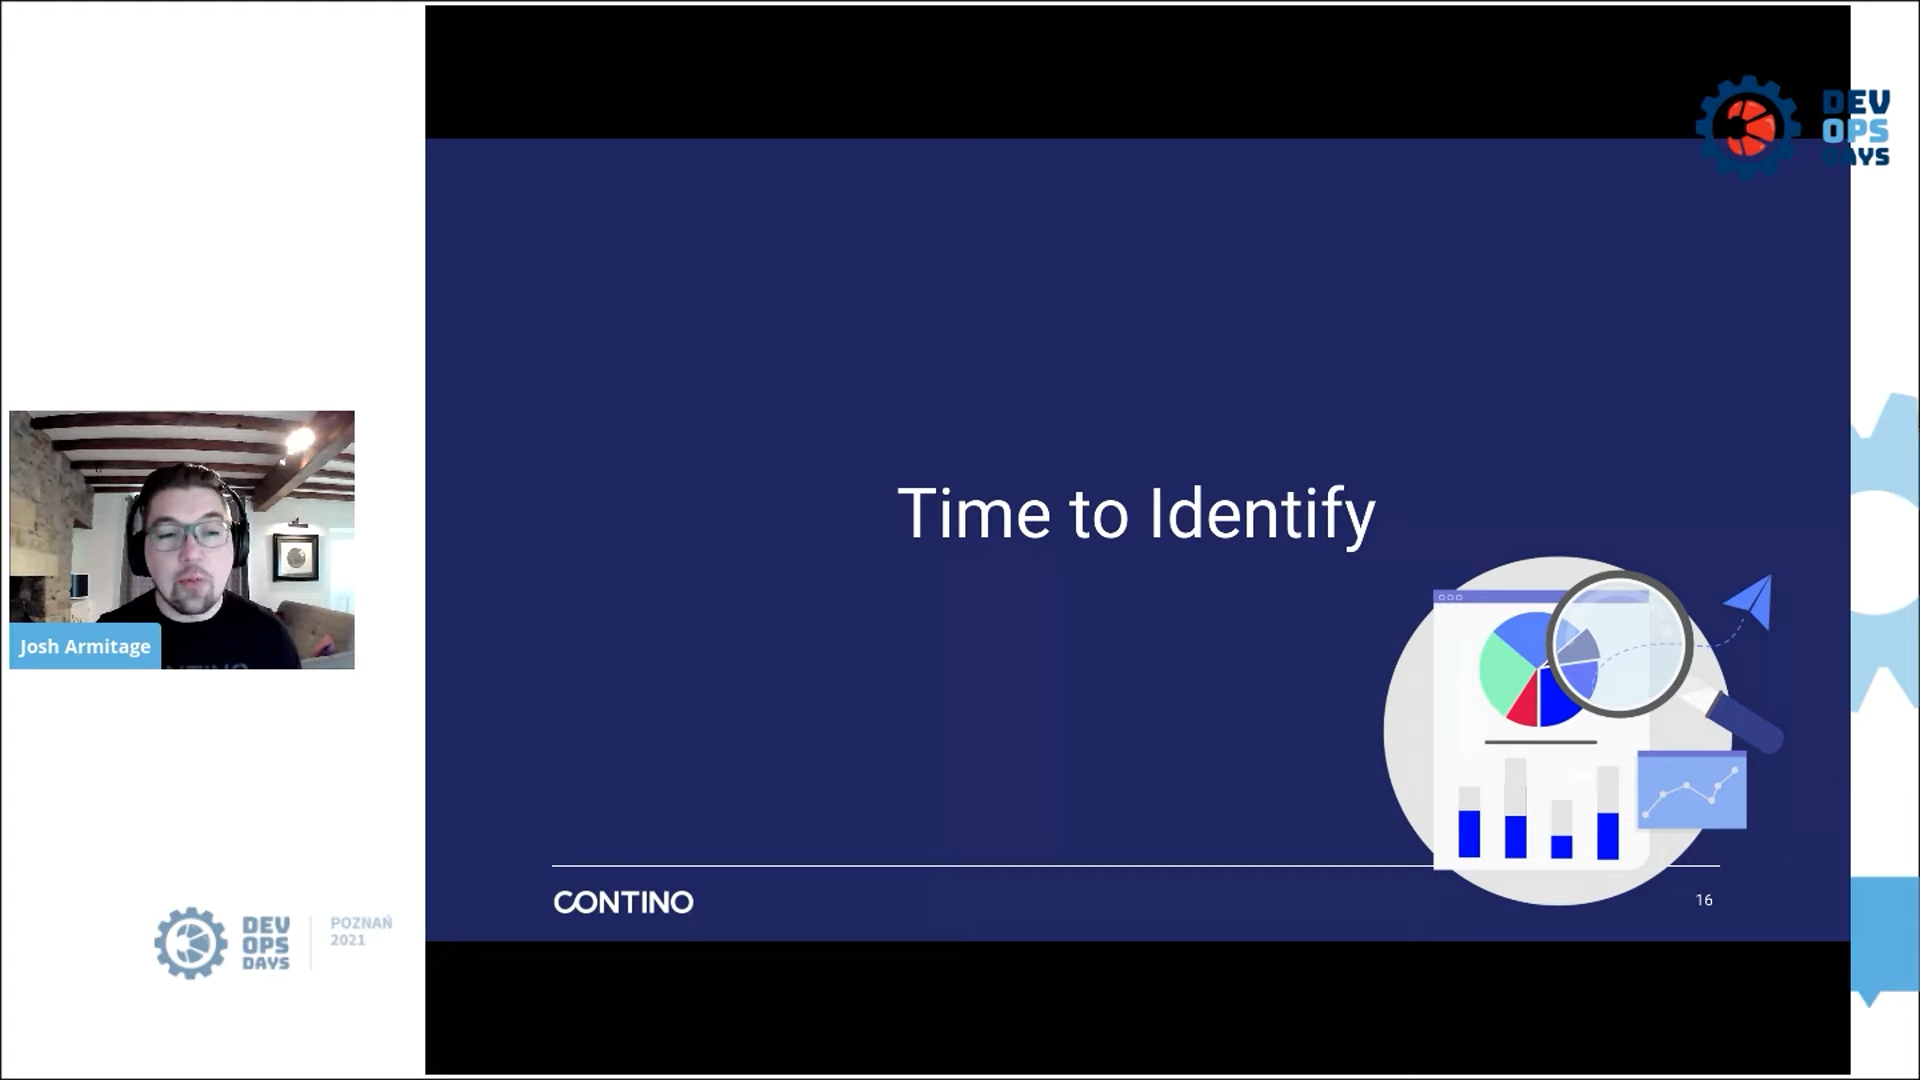 DEV
OPS
DAYS
Time to Identify
Josh Armitage
CONTINO
16
DEV
OPS
DAYS
POZNAŃ
2021